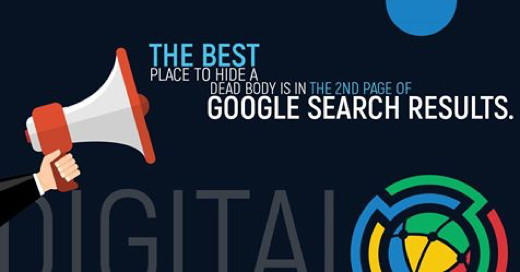 THE BEST
PLACE TO HIDE A
DEAD BODY IS IN THE 2ND PAGE OF
GOOGLE SEARCH RESULTS.
DIGITAL